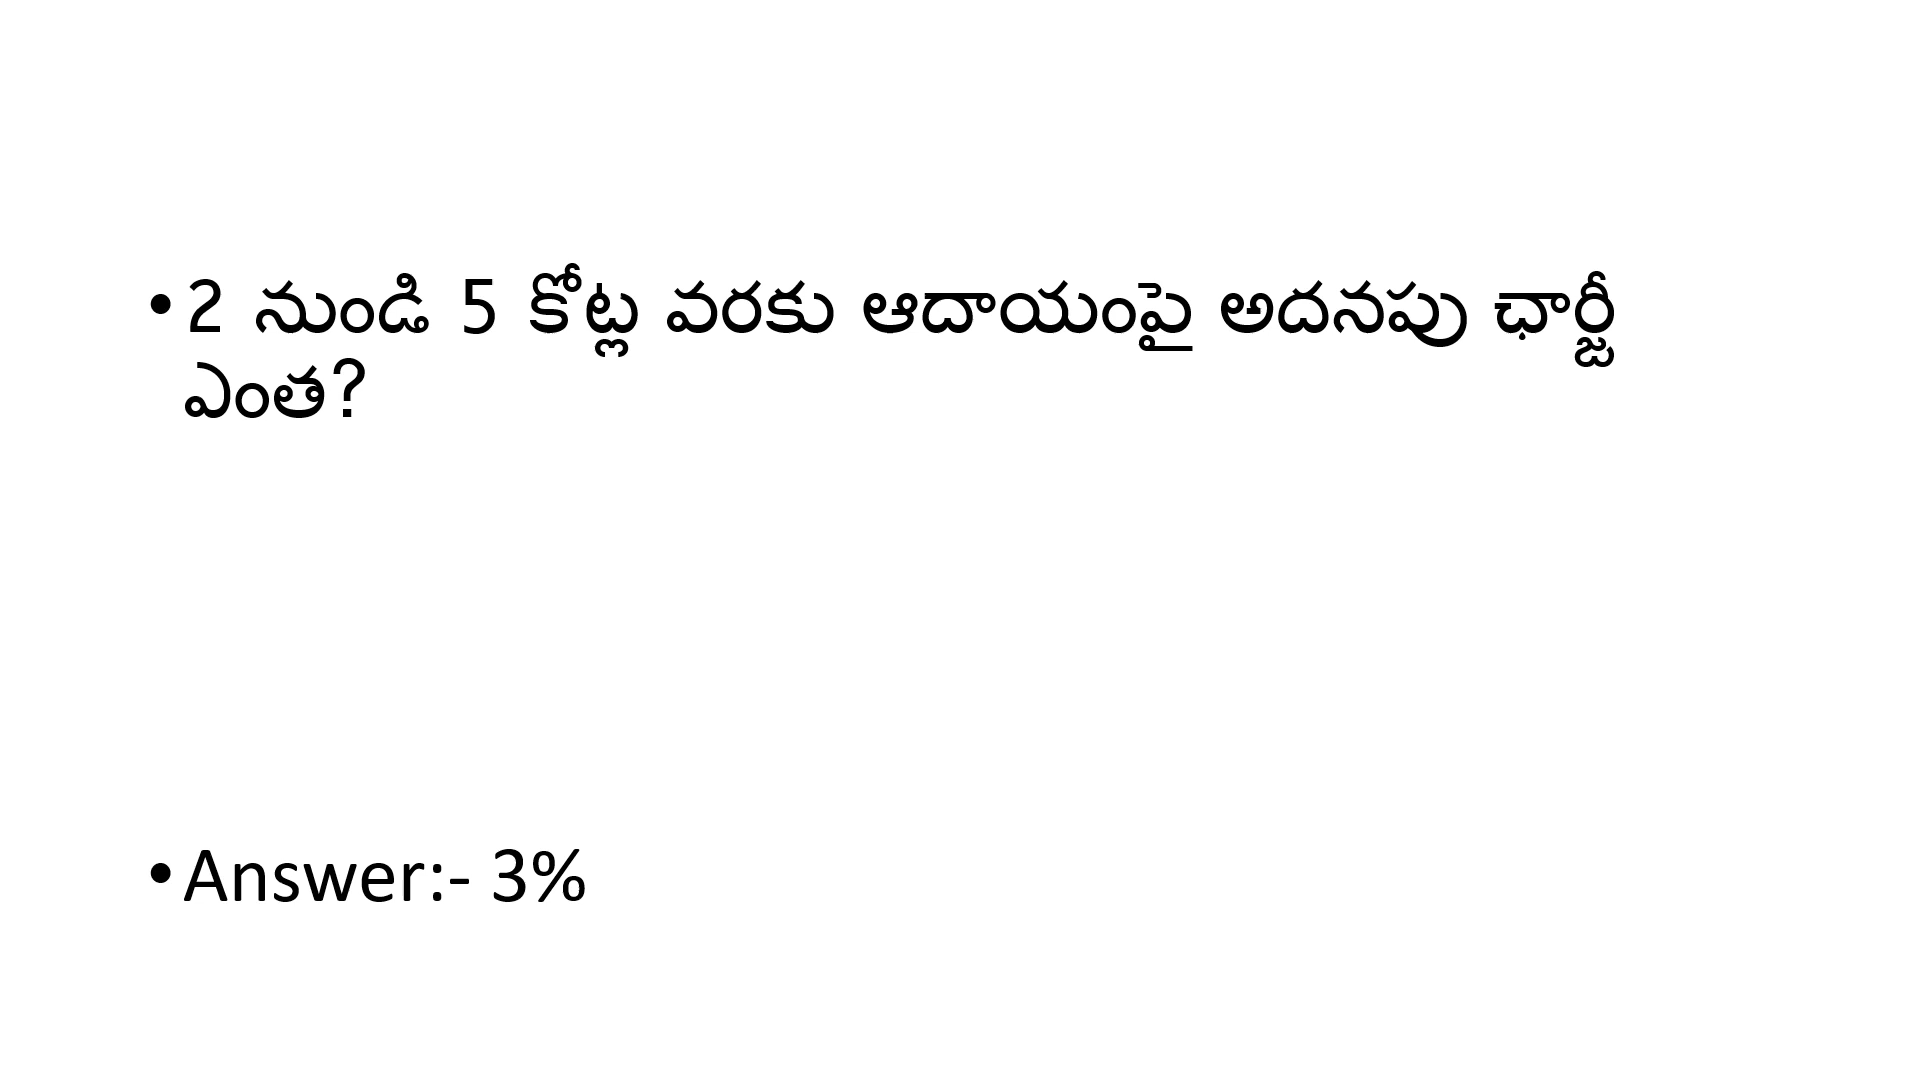 • 2 నుండి 5 కోట్ల వరకు ఆదాయంపై అదనపు ఛార్జీ
ఎంత?
• Answer:- 3%